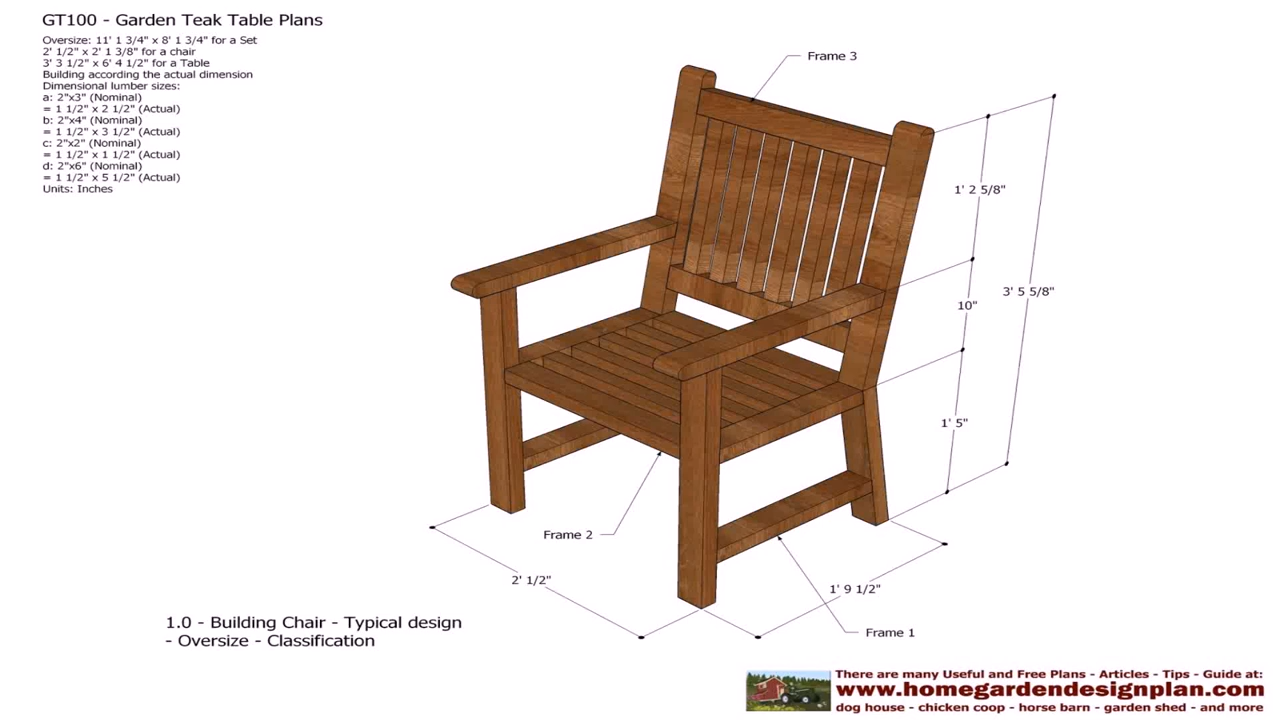 GT100 - Garden Teak Table Plans
Oversize: 11' 1 3/4" x 8' 1 3/4" for a Set
2' 1/2" x 2' 1 3/8" for a chair
3' 3 1/2" x 6' 4 1/2" for a Table
Building according the actual dimension
Dimensional lumber sizes:
a: 2"x3" (Nominal)
= 1 1/2" x 2 1/2" (Actual)
b: 2"x4" (Nominal)
= 1 1/2" x 3 1/2" (Actual)
c: 2"x2" (Nominal)
= 1 1/2" x 1 1/2" (Actual)
d: 2"x6" (Nominal)
= 1 1/2" x 5 1/2" (Actual)
Units: Inches
Frame 3
1' 2 5/8"
3' 5 5/8"
10"
1' 5"
Frame 2
2' 1/2"
1' 9 1/2"
Frame 1
1.0 - Building Chair - Typical design
- Oversize - Classification
There are many Useful and Free Plans - Articles - Tips - Guide at:
www.homegardendesignplan.com
dog house - chicken coop - horse barn - garden shed - and more